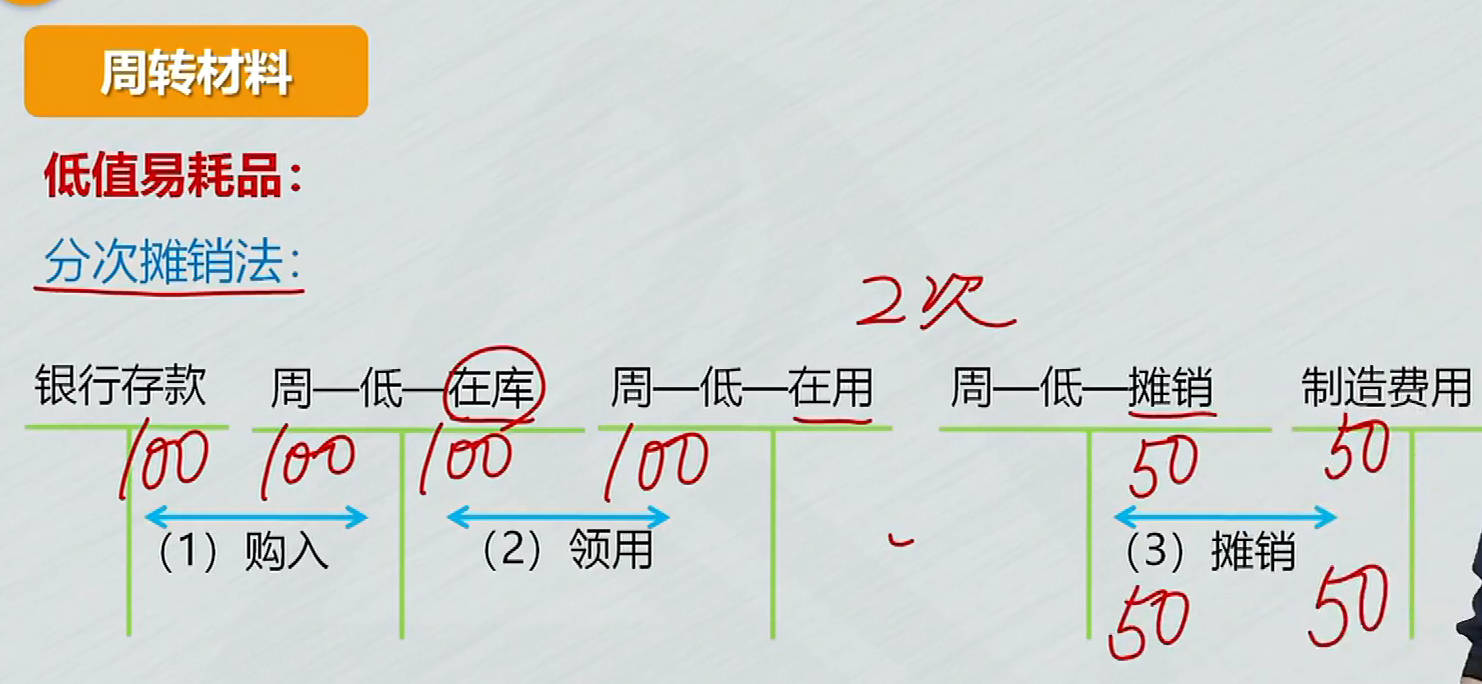 周转材料
低值易耗品：
分次摊销法：
2次
银行存款 周—低—在库 周—低—在用 周—低—摊销 制造费用
100 100 100 100 50 50
（1）购入 （2）领用 （3）摊销
50 50